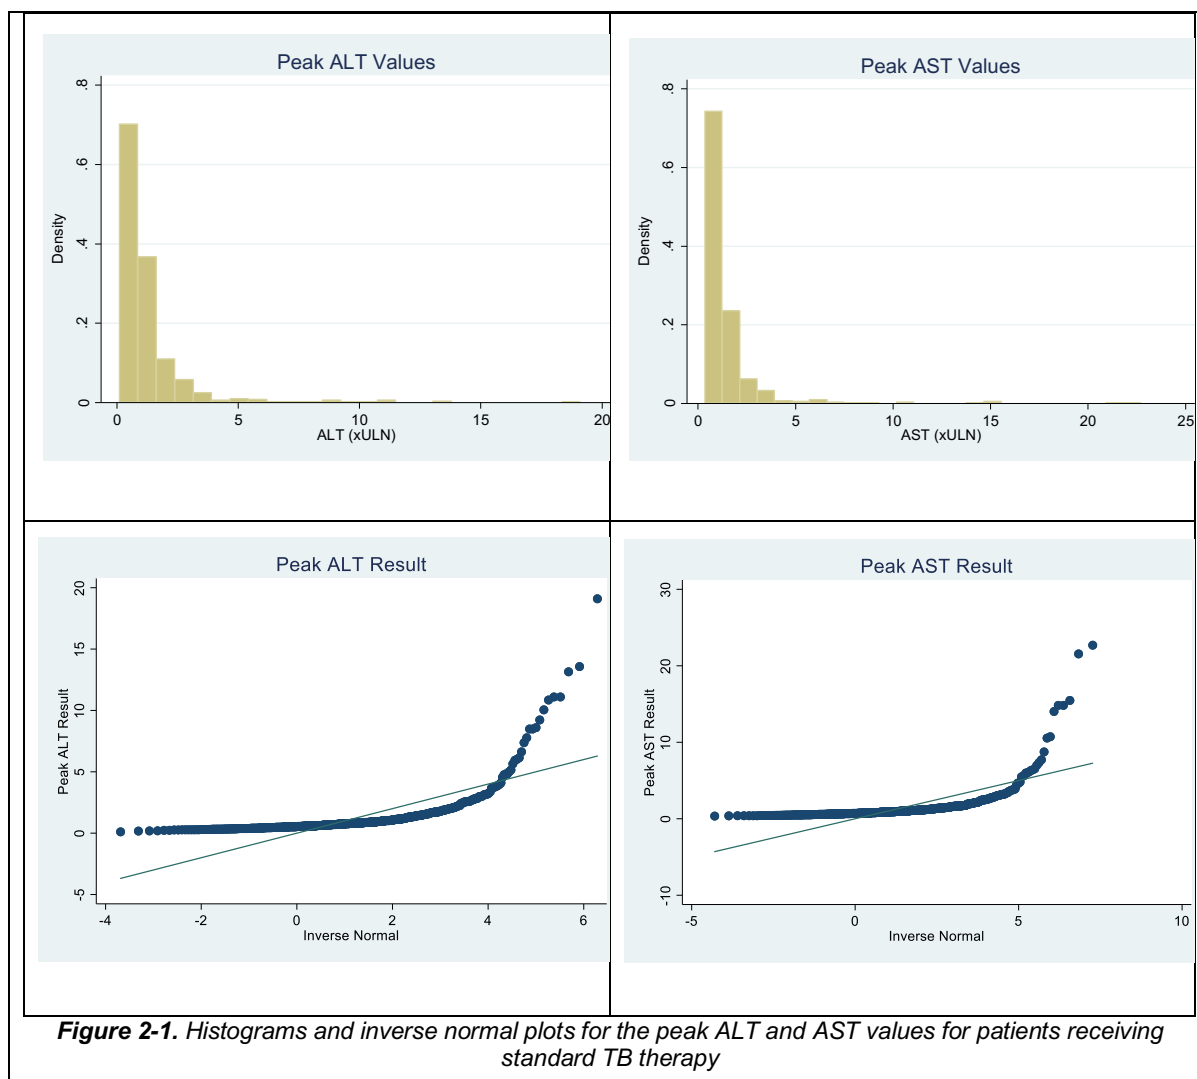 Peak ALT Values
.8
.6
.4
.2
0
Density
0 5 10 15 20
ALT (xULN)
Peak AST Values
.8
.6
.4
.2
0
Density
0 5 10 15 20 25
AST (xULN)
Peak ALT Result
20
15
10
5
0
-5
Peak ALT Result
-4 -2 0 2 4 6
Inverse Normal
Peak AST Result
30
20
10
0
-10
Peak AST Result
-5 0 5 10
Inverse Normal
Figure 2-1. Histograms and inverse normal plots for the peak ALT and AST values for patients receiving
standard TB therapy